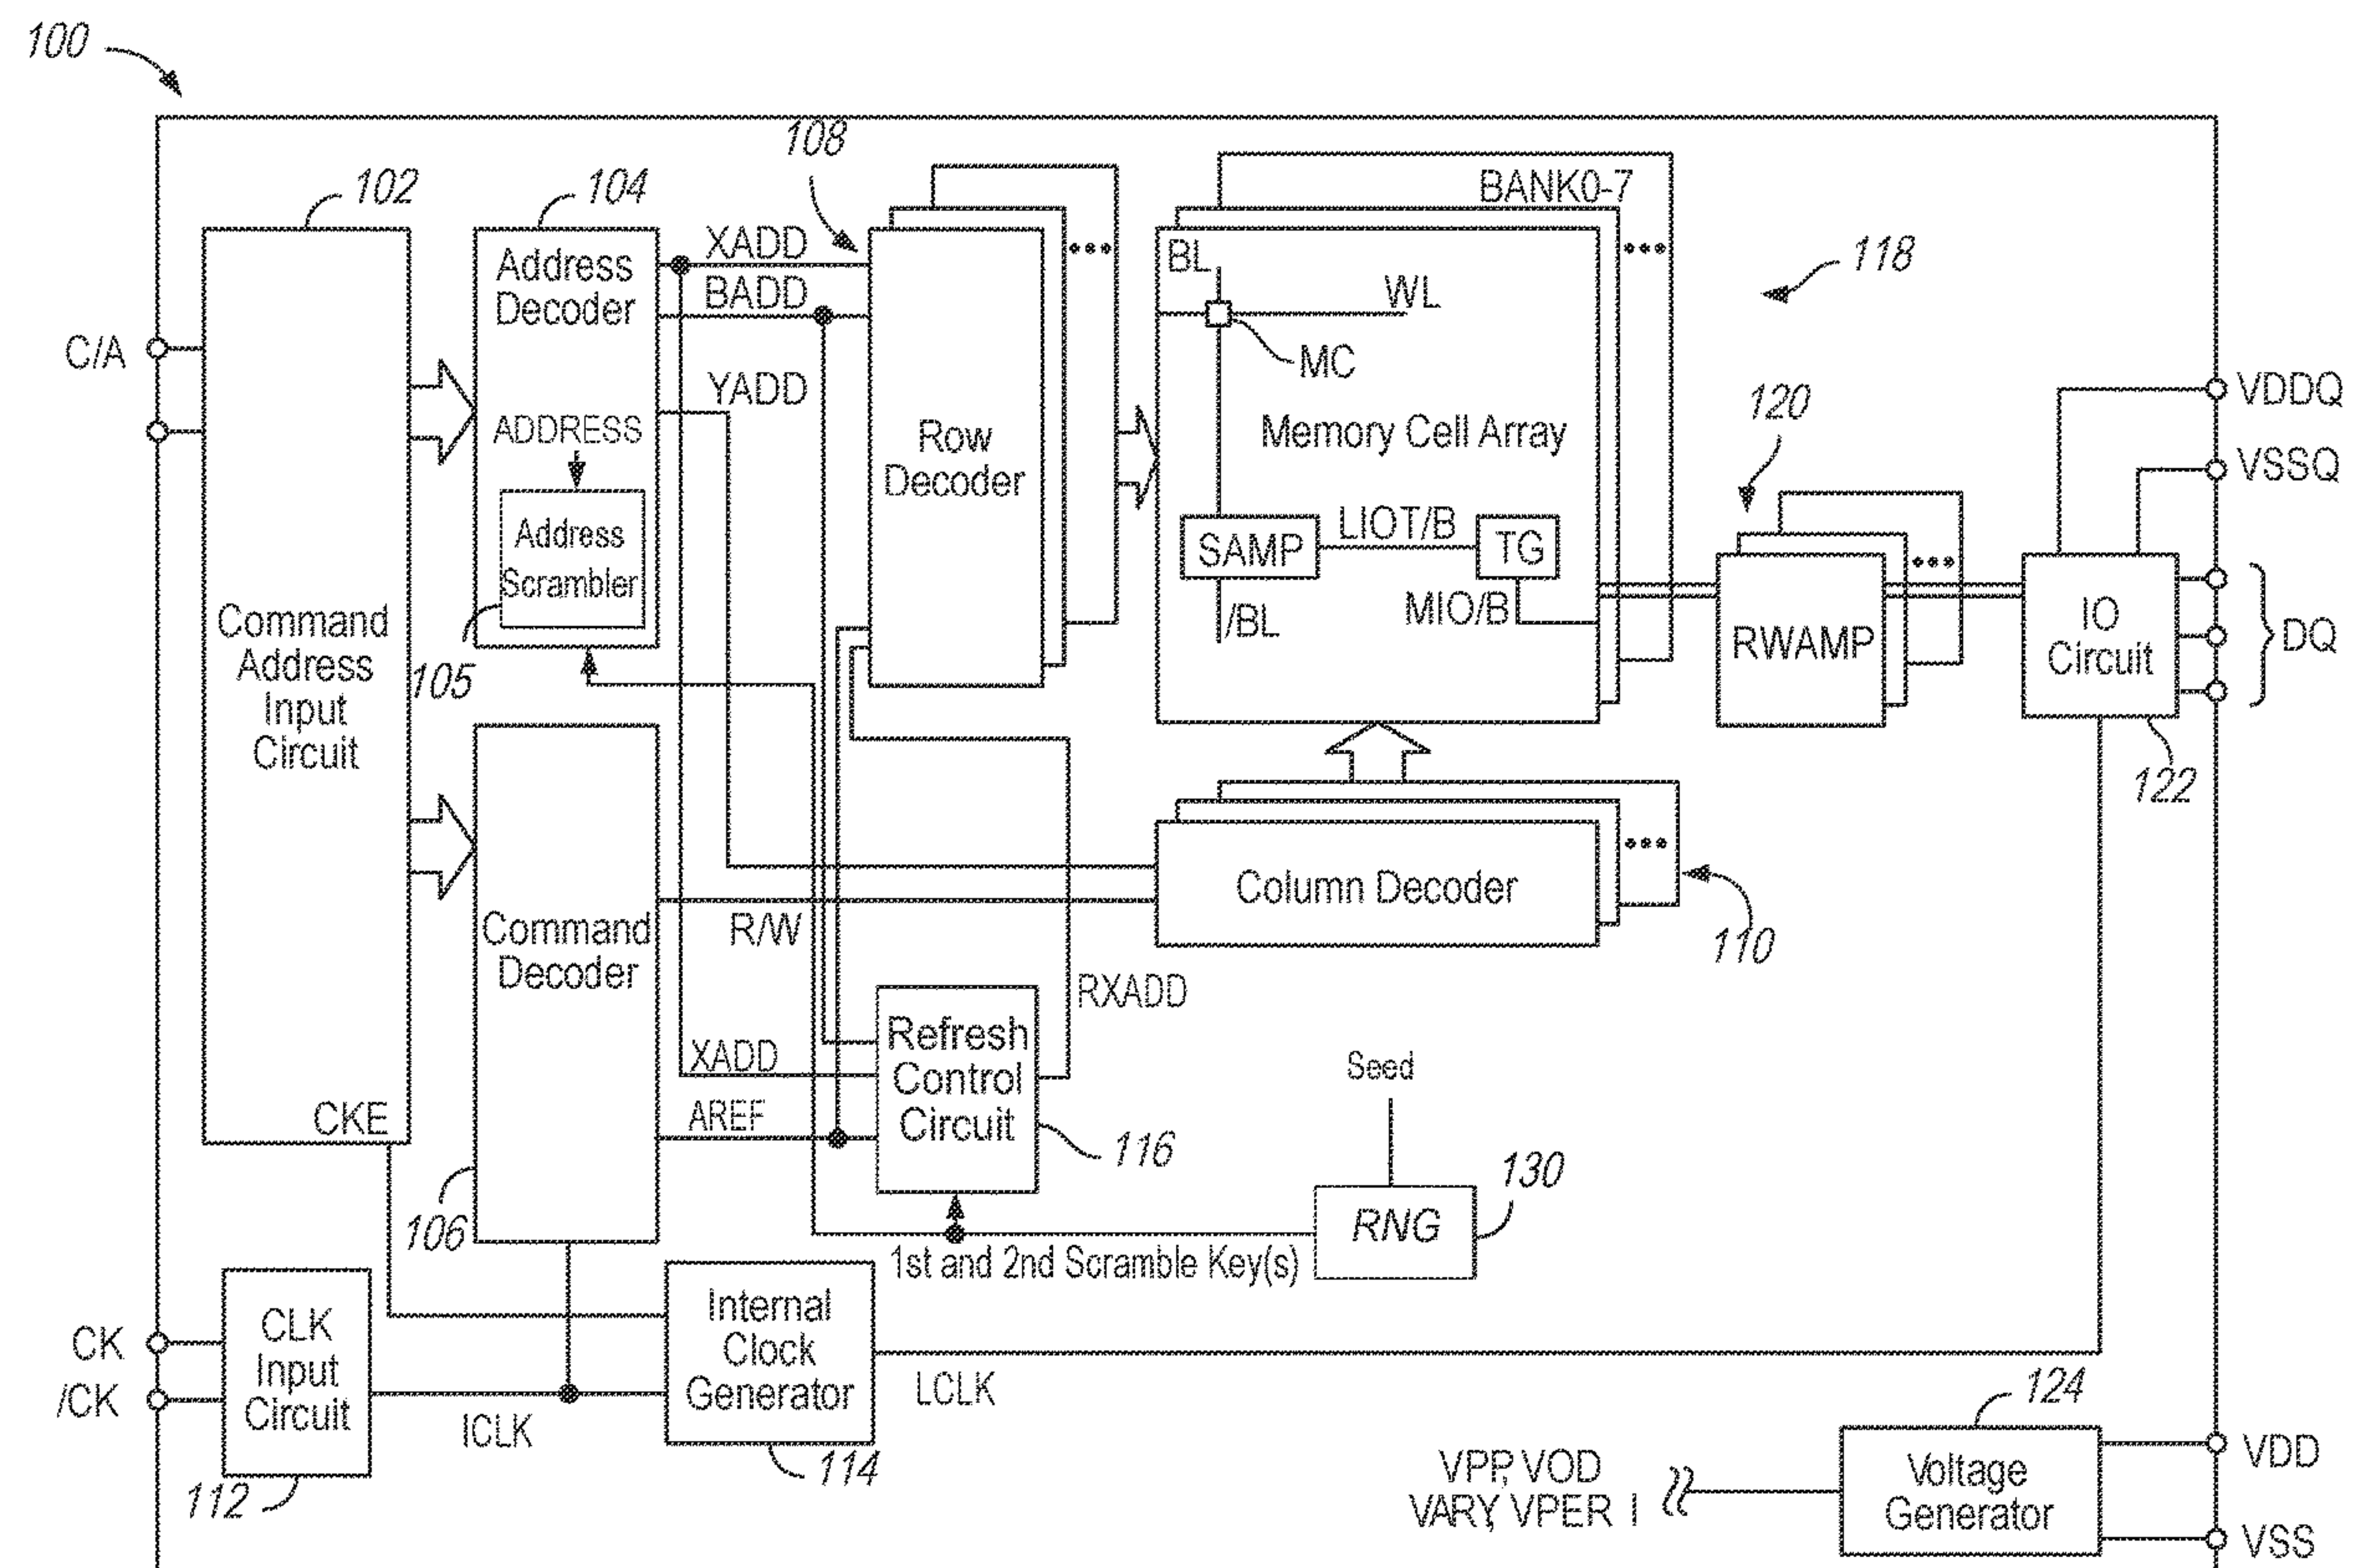 100
108
102
104
BANK0-7
118
XADD
BADD
YADD
Address
Decoder
ADDRESS
Address
Scrambler
105
C/A
Command
Address
Input
Circuit
CKE
Row
Decoder
BL
WL
MC
Memory Cell Array
SAMP
LIOT/B
TG
/BL
MIO/B
120
RWAMP
IO
Circuit
122
VDDQ
VSSQ
DQ
Command
Decoder
106
R/W
Column Decoder
110
RXADD
XADD
AREF
Refresh
Control
Circuit
116
Seed
RNG
130
1st and 2nd Scramble Key(s)
CK
/CK
CLK
Input
Circuit
112
ICLK
Internal
Clock
Generator
114
LCLK
VPP, VOD
VARY, VPER I
124
Voltage
Generator
VDD
VSS